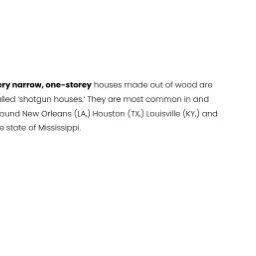 ery narrow, one-storey houses made out of wood are
lled 'shotgun houses.' They are most common in and
ound New Orleans (LA,) Houston (TX,) Louisville (KY,) and
e state of Mississippi.